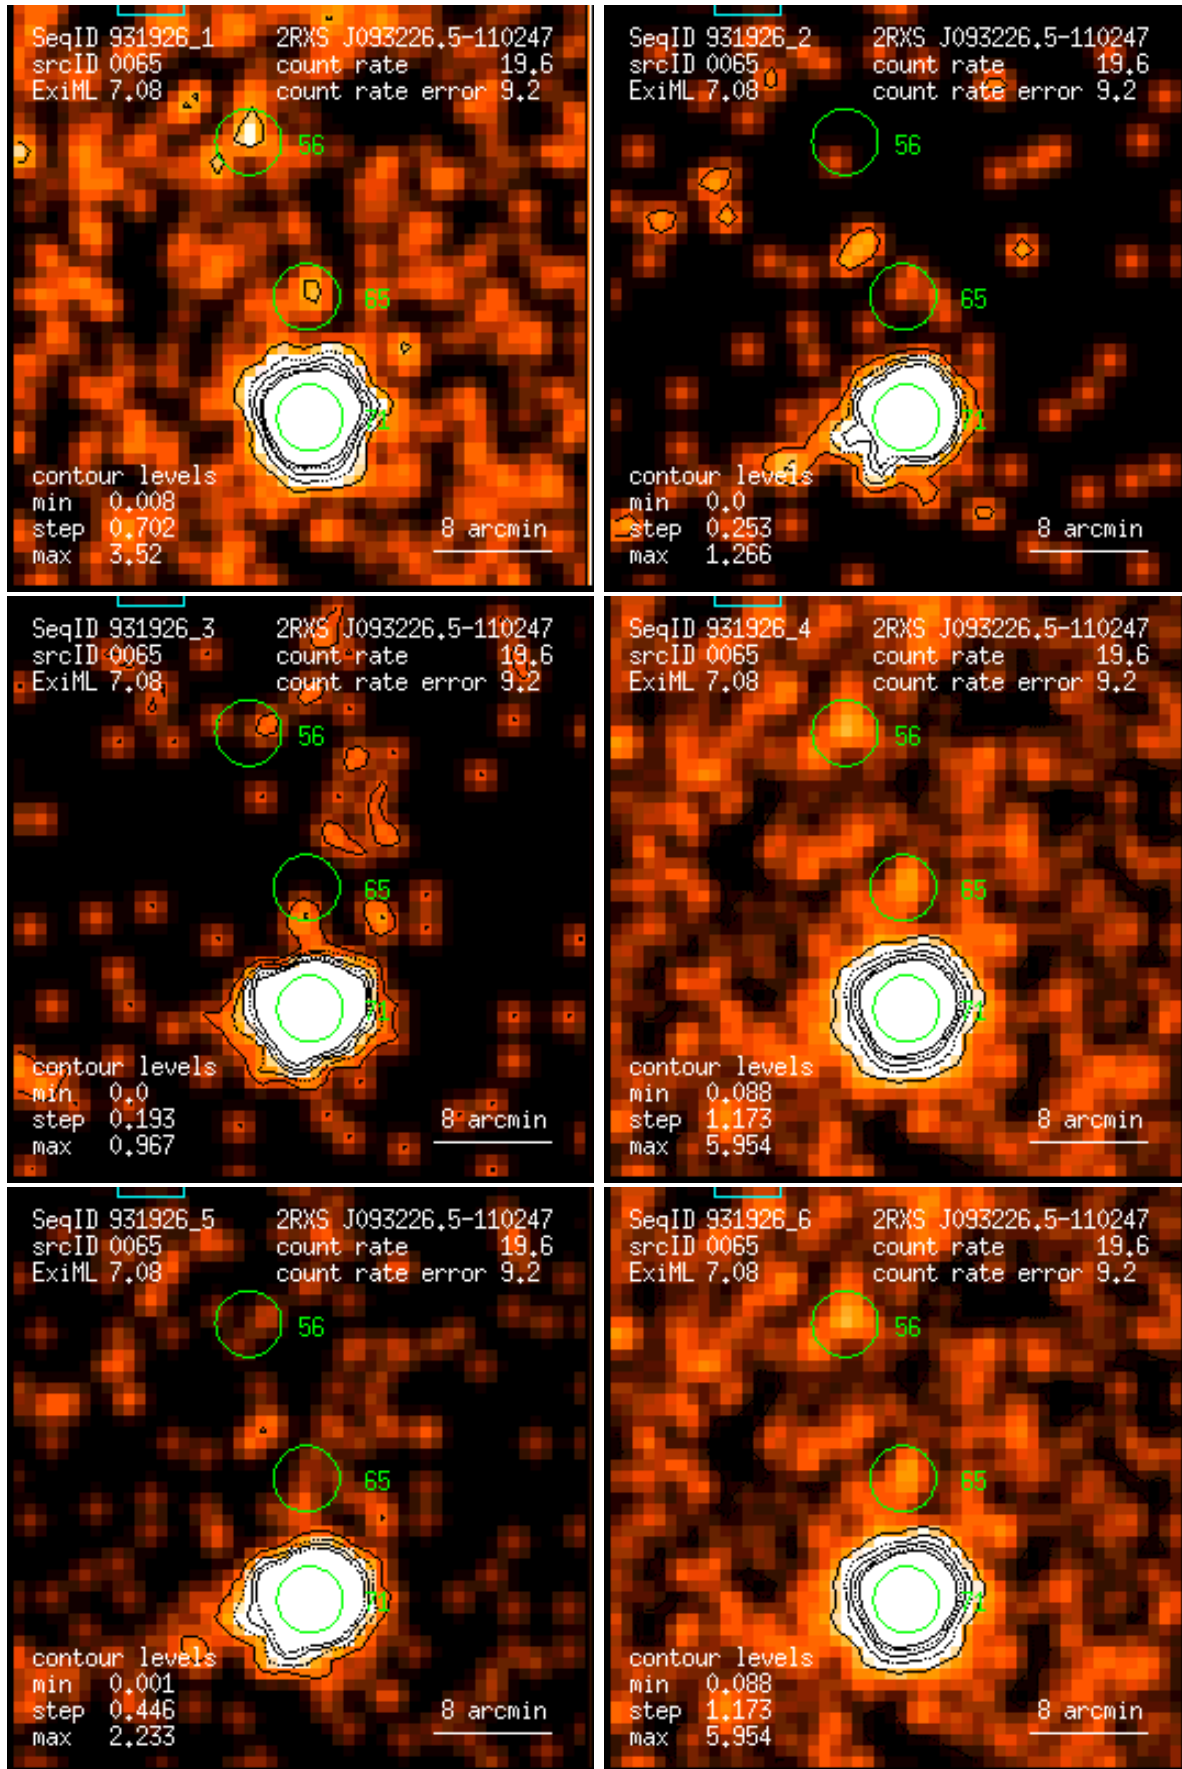 SeqID 931926_1 2RXS J093226.5-110247
srcID 0065 count rate 19.6
ExiML 7.08 count rate error 9.2
56
65
71
contour levels
min 0.008
step 0.702 8 arcmin
max 3.52
SeqID 931926_2 2RXS J093226.5-110247
srcID 0065 count rate 19.6
ExiML 7.08 count rate error 9.2
56
65
71
contour levels
min 0.0
step 0.253 8 arcmin
max 1.266
SeqID 931926_3 2RXS J093226.5-110247
srcID 0065 count rate 19.6
ExiML 7.08 count rate error 9.2
56
65
71
contour levels
min 0.0
step 0.193 8 arcmin
max 0.967
SeqID 931926_4 2RXS J093226.5-110247
srcID 0065 count rate 19.6
ExiML 7.08 count rate error 9.2
56
65
71
contour levels
min 0.088
step 1.173 8 arcmin
max 5.954
SeqID 931926_5 2RXS J093226.5-110247
srcID 0065 count rate 19.6
ExiML 7.08 count rate error 9.2
56
65
71
contour levels
min 0.001
step 0.446 8 arcmin
max 2.233
SeqID 931926_6 2RXS J093226.5-110247
srcID 0065 count rate 19.6
ExiML 7.08 count rate error 9.2
56
65
71
contour levels
min 0.088
step 1.173 8 arcmin
max 5.954